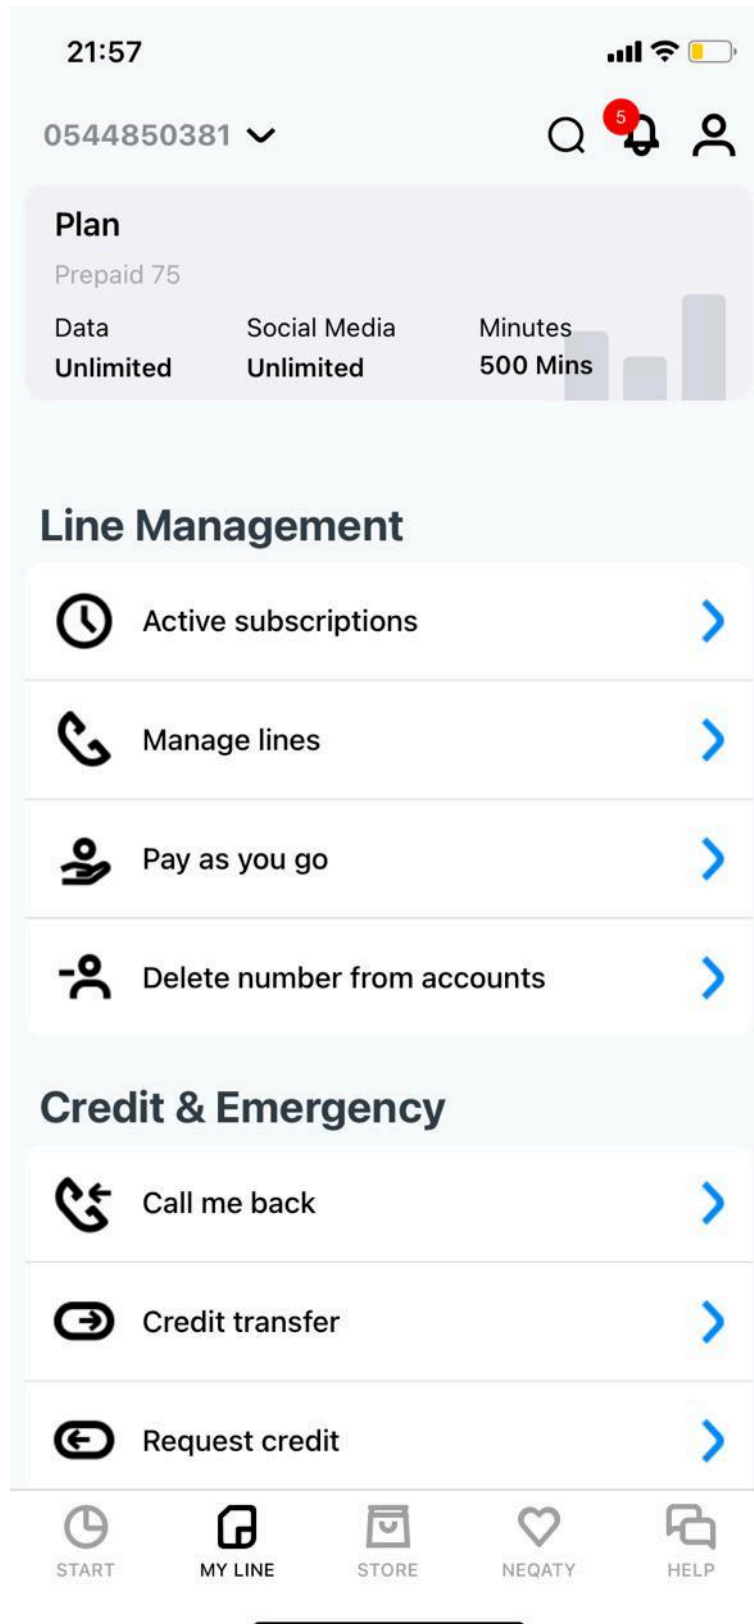 21:57
0544850381
5
Plan
Prepaid 75
Data Social Media Minutes
Unlimited Unlimited 500 Mins
Line Management
Active subscriptions
Manage lines
Pay as you go
Delete number from accounts
Credit & Emergency
Call me back
Credit transfer
Request credit
START MY LINE STORE NEQATY HELP